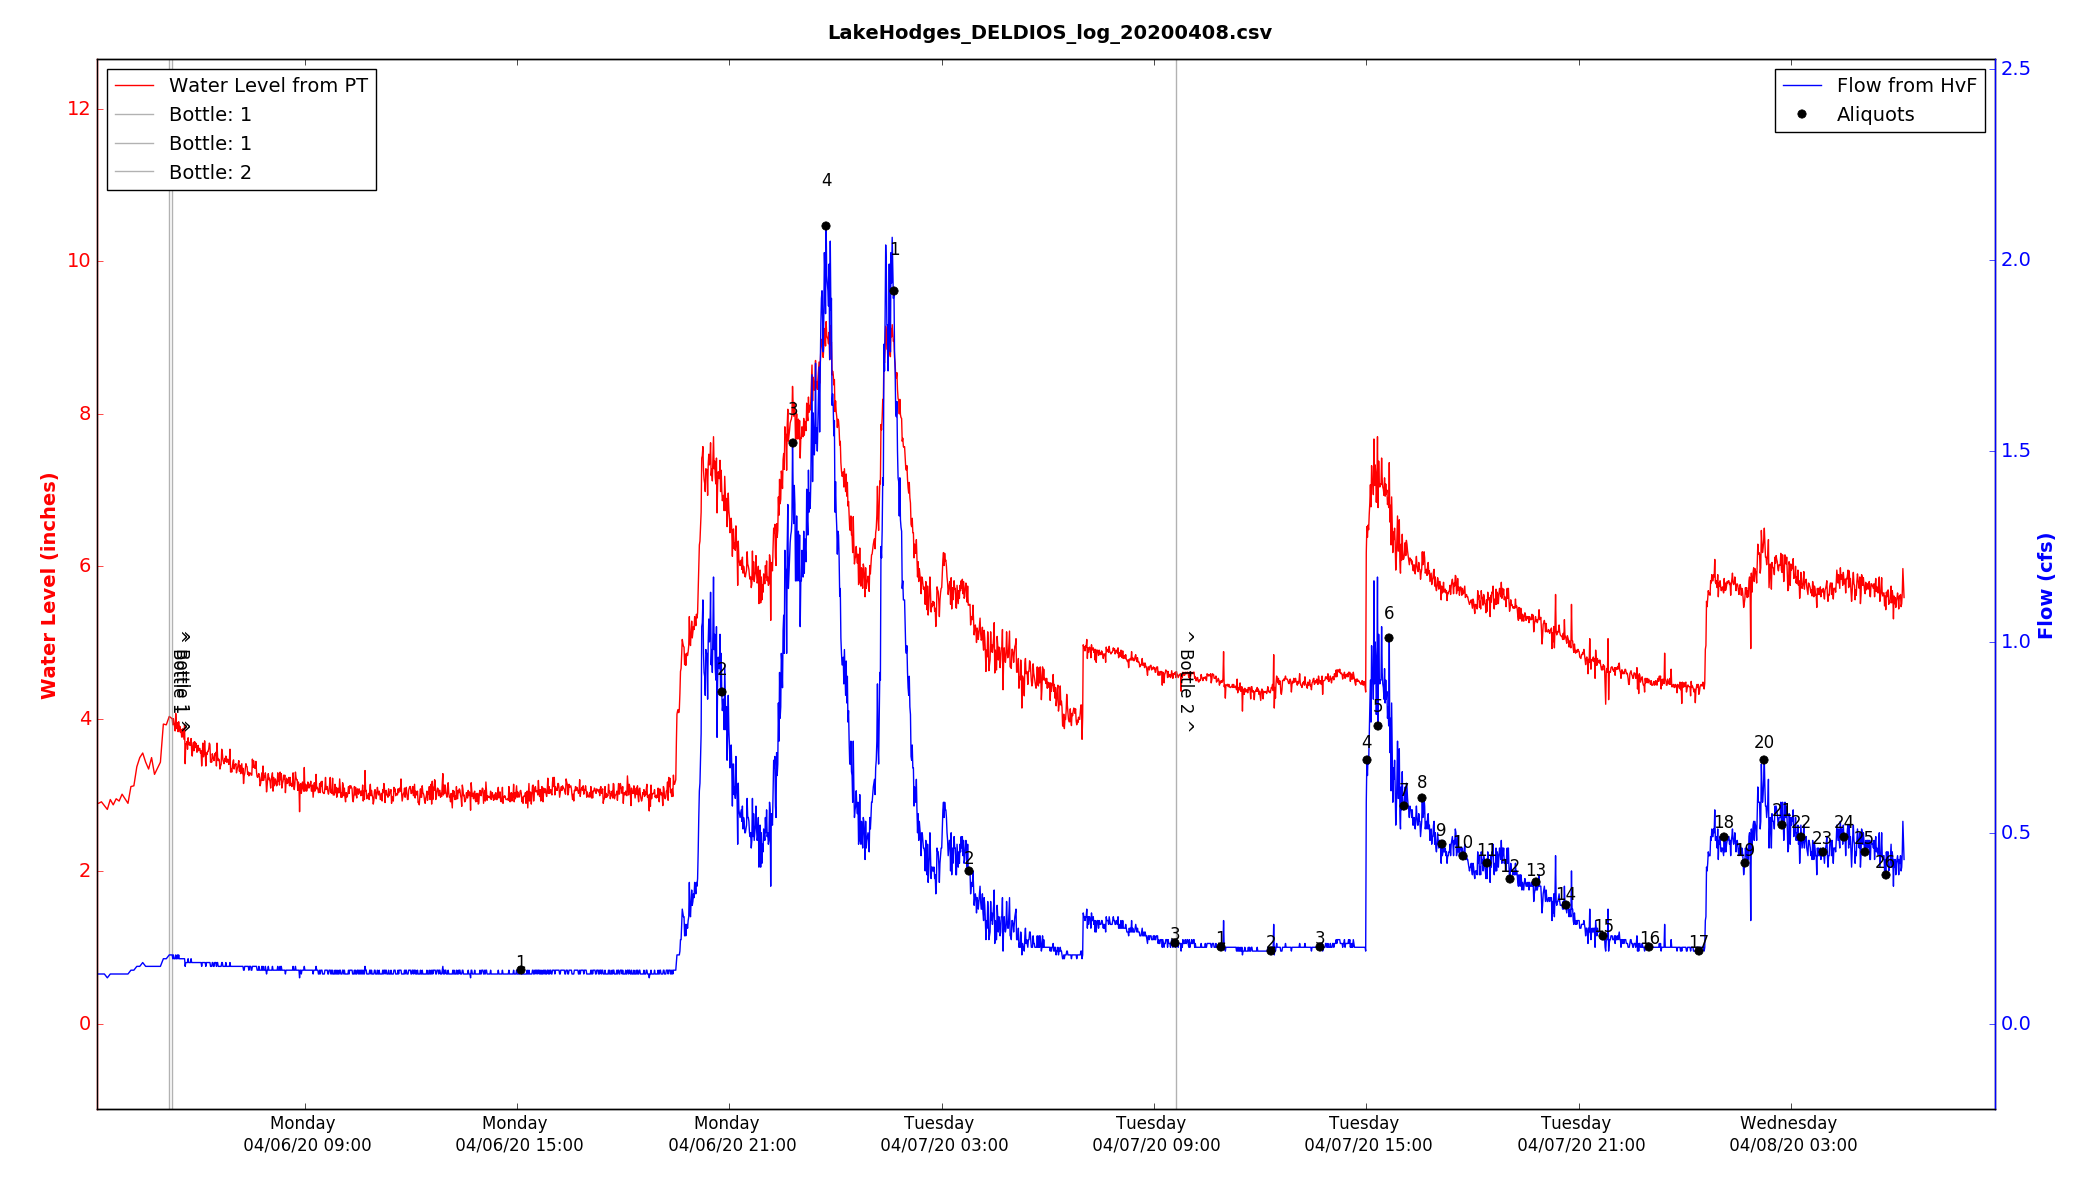 LakeHodges_DELDIOS_log_20200408.csv
Water Level from PT
Bottle: 1
Bottle: 1
Bottle: 2
Flow from HvF
Aliquots
Water Level (inches)
12
10
8
6
4
2
0
Flow (cfs)
2.5
2.0
1.5
1.0
0.5
0.0
^ Bottle 1 ^
^ Bottle 2 ^
1
2
3
4
1
2
3
1
2
3
4
5
6
7
8
9
10
11
12
13
14
15
16
17
18
19
20
21
22
23
24
25
26
Monday
04/06/20 09:00
Monday
04/06/20 15:00
Monday
04/06/20 21:00
Tuesday
04/07/20 03:00
Tuesday
04/07/20 09:00
Tuesday
04/07/20 15:00
Tuesday
04/07/20 21:00
Wednesday
04/08/20 03:00